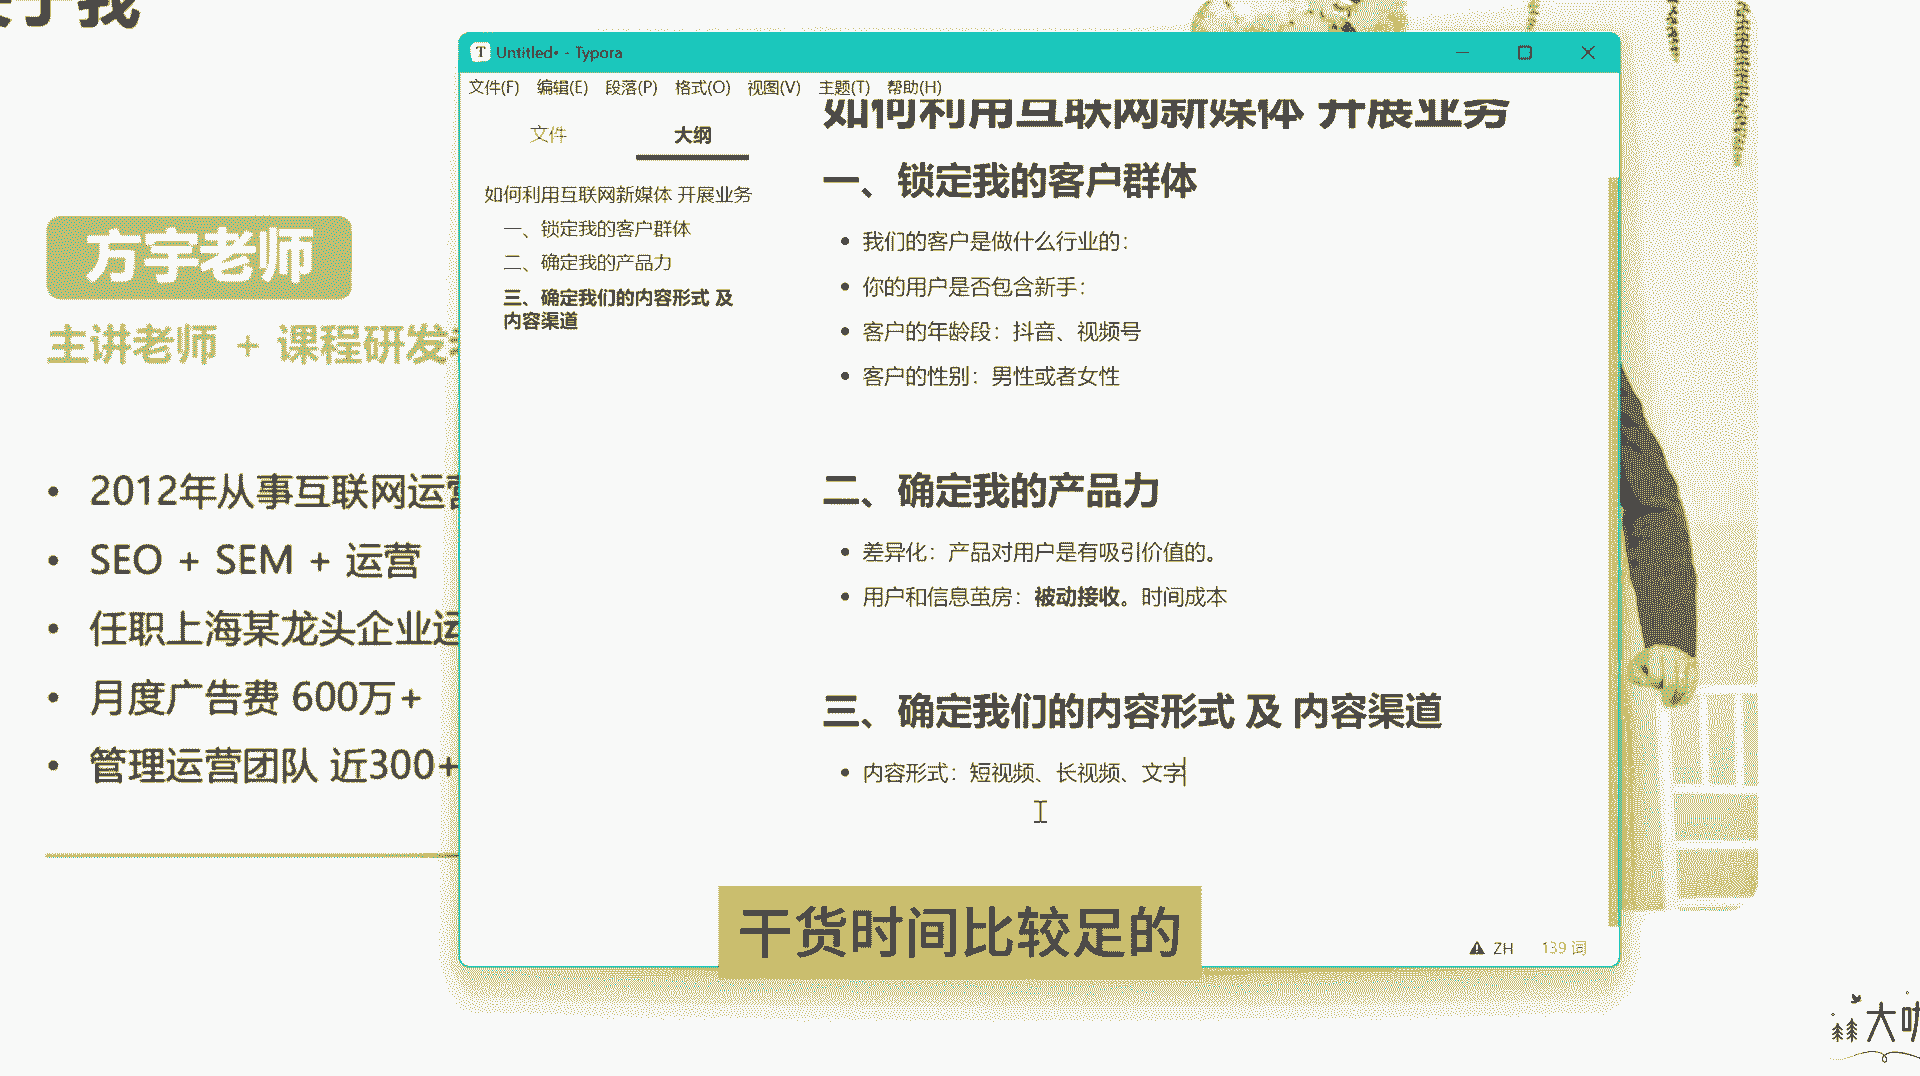 于我
方宇老师
主讲老师 + 课程研发
2012年从事互联网运营
SEO + SEM + 运营
任职上海某龙头企业运
月度广告费 600万+
管理运营团队 近300+
Untitled• - Typora
文件(F) 编辑(E) 段落(P) 格式(O) 视图(V) 主题(T) 帮助(H)
文件 大纲
如何利用互联网新媒体 开展业务
一、锁定我的客户群体
二、确定我的产品力
三、确定我们的内容形式 及
内容渠道
如何利用互联网新媒体 开展业务
一、锁定我的客户群体
我们的客户是做什么行业的：
你的用户是否包含新手：
客户的年龄段：抖音、视频号
客户的性别：男性或者女性
二、确定我的产品力
差异化：产品对用户是有吸引价值的。
用户和信息茧房：被动接收。时间成本
三、确定我们的内容形式 及 内容渠道
内容形式：短视频、长视频、文字
干货时间比较足的
ZH 139 词
大咖